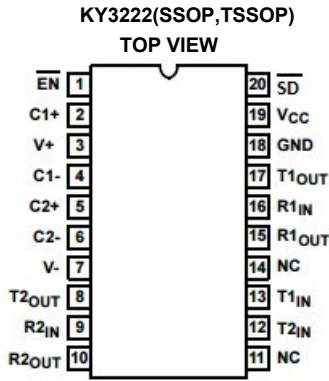 KY3222(SSOP,TSSOP)
TOP VIEW
EN 1 20 SD
C1+ 2 19 VCC
V+ 3 18 GND
C1- 4 17 T1OUT
C2+ 5 16 R1IN
C2- 6 15 R1OUT
V- 7 14 NC
T2OUT 8 13 T1IN
R2IN 9 12 T2IN
R2OUT 10 11 NC